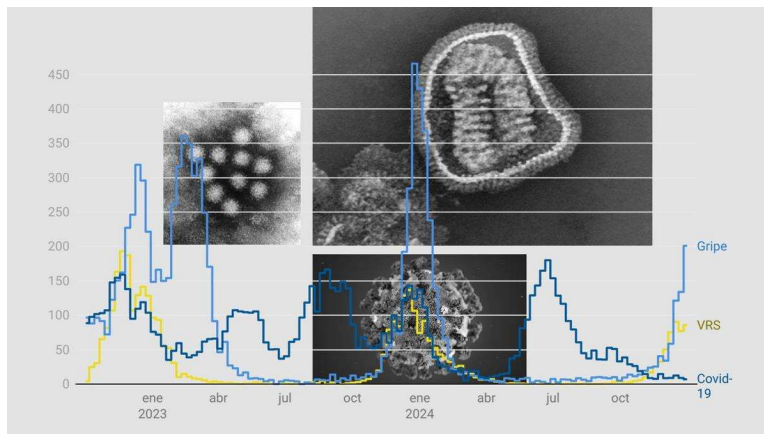 450
400
350
300
250
200
150
100
50
0
ene
2023
abr
jul
oct
ene
2024
abr
jul
oct
Gripe
VRS
Covid-
19